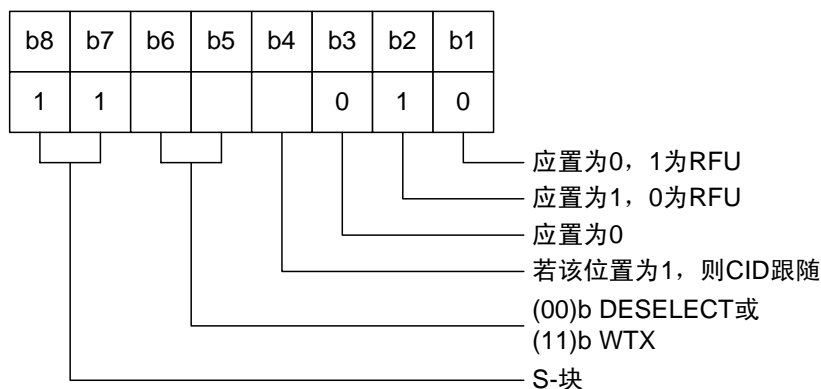 b8 b7 b6 b5 b4 b3 b2 b1
1 1 0 1 0
应置为0，1为RFU
应置为1，0为RFU
应置为0
若该位置为1，则CID跟随
(00)b DESELECT或
(11)b WTX
S-块